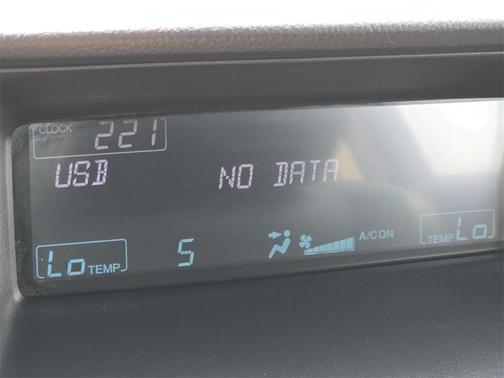 CLOCK 221
USB NO DATA
A/C ON
Lo TEMP 5 TEMP Lo